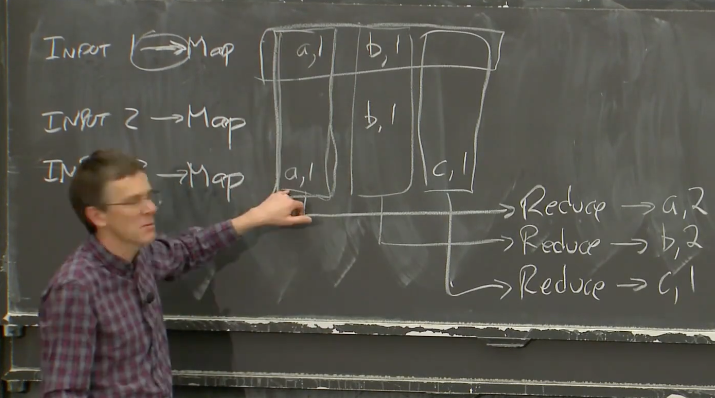 INPUT 1 → Map a,1 b,1
INPUT 2 → Map b,1
IN → Map a,1 c,1
Reduce → a,2
Reduce → b,2
Reduce → c,1